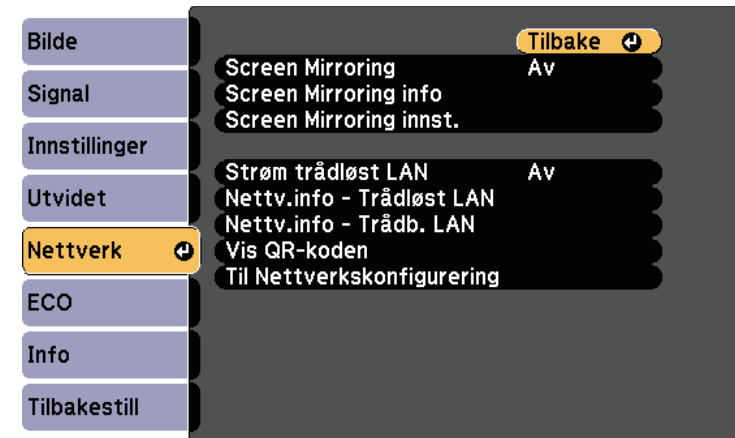 Bilde
Signal
Innstillinger
Utvidet
Nettverk
ECO
Info
Tilbakestill
Tilbake
Screen Mirroring Av
Screen Mirroring info
Screen Mirroring innst.
Strøm trådløst LAN Av
Nettv.info - Trådløst LAN
Nettv.info - Trådb. LAN
Vis QR-koden
Til Nettverkskonfigurering